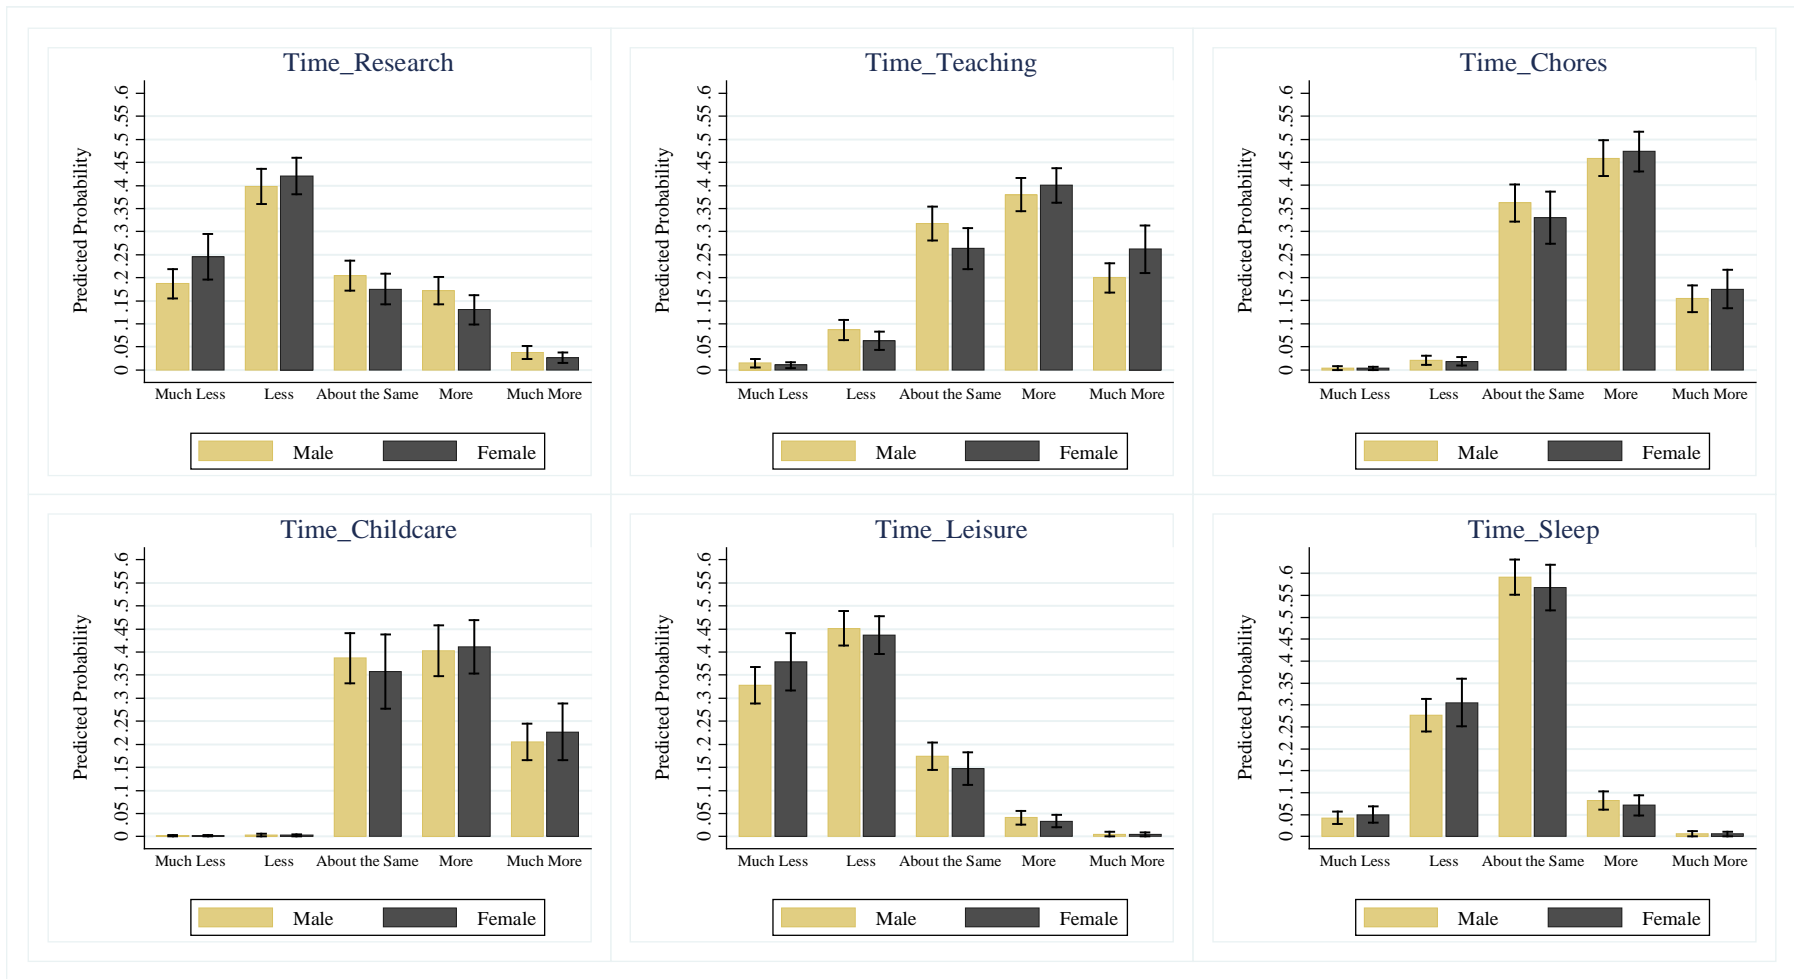 Time_Research
Predicted Probability
0 .05 .1 .15 .2 .25 .3 .35 .4 .45 .5 .55 .6
Much Less Less About the Same More Much More
Male Female
Time_Teaching
Predicted Probability
0 .05 .1 .15 .2 .25 .3 .35 .4 .45 .5 .55 .6
Much Less Less About the Same More Much More
Male Female
Time_Chores
Predicted Probability
0 .05 .1 .15 .2 .25 .3 .35 .4 .45 .5 .55 .6
Much Less Less About the Same More Much More
Male Female
Time_Childcare
Predicted Probability
0 .05 .1 .15 .2 .25 .3 .35 .4 .45 .5 .55 .6
Much Less Less About the Same More Much More
Male Female
Time_Leisure
Predicted Probability
0 .05 .1 .15 .2 .25 .3 .35 .4 .45 .5 .55 .6
Much Less Less About the Same More Much More
Male Female
Time_Sleep
Predicted Probability
0 .05 .1 .15 .2 .25 .3 .35 .4 .45 .5 .55 .6
Much Less Less About the Same More Much More
Male Female